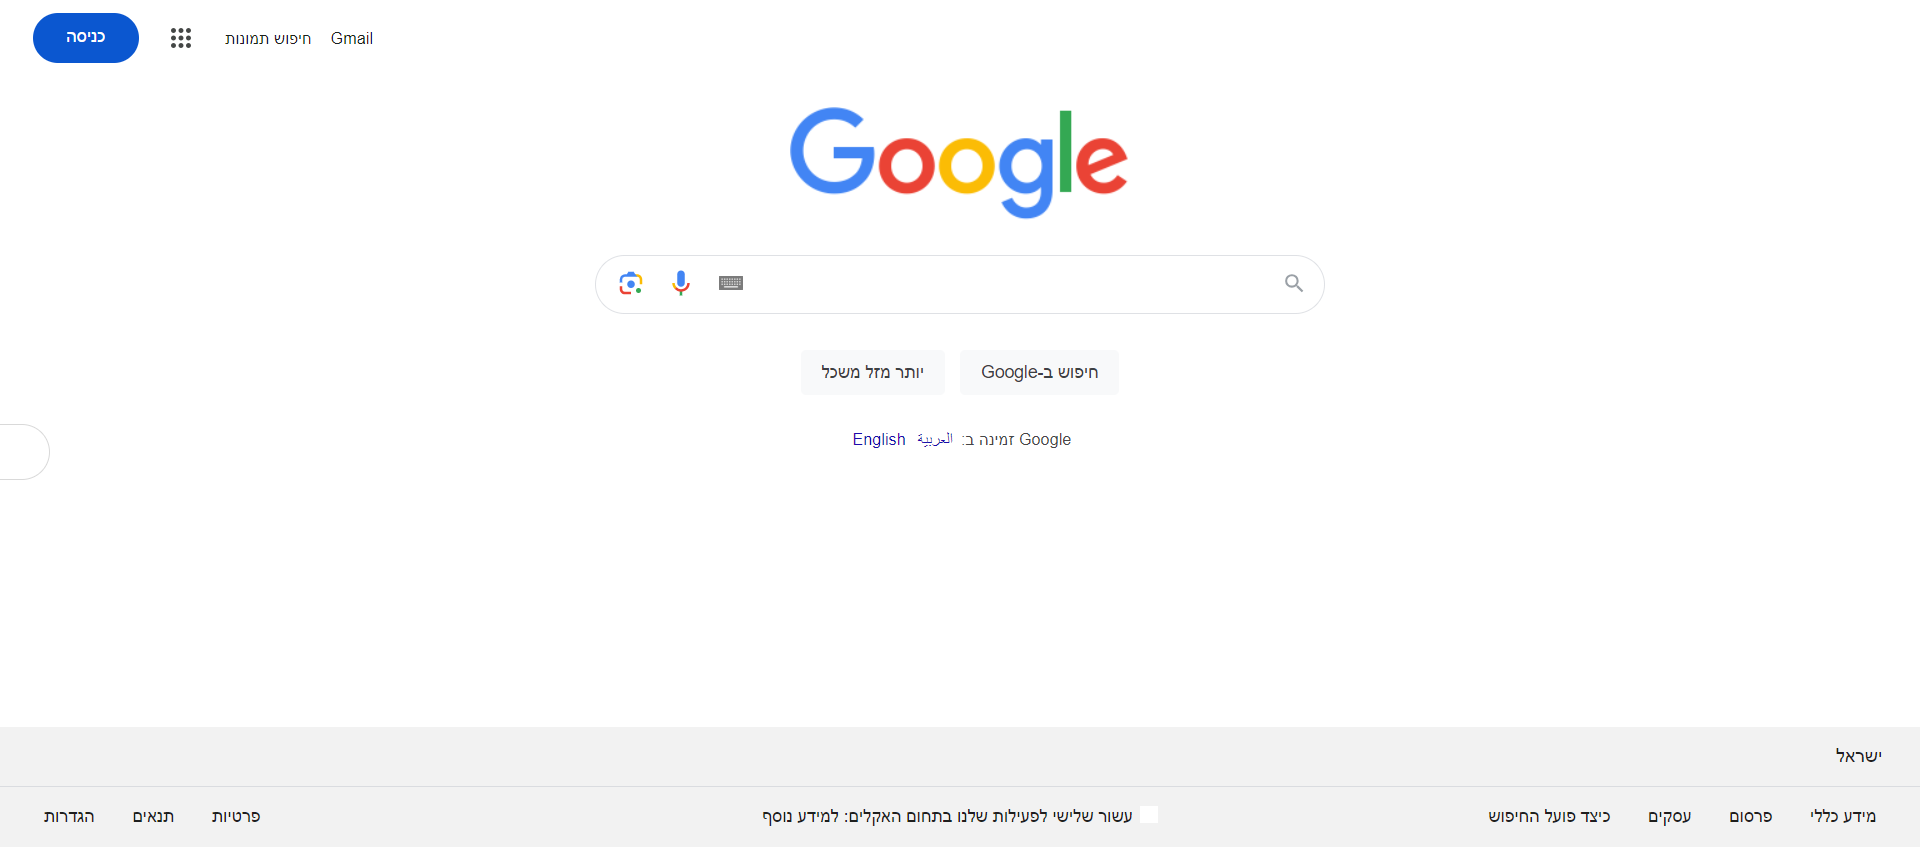 Gmail חיפוש תמונות
כניסה
Google
חיפוש ב-Google
יותר מזל משכל
Google זמינה ב: العربية English
ישראל
מידע כללי
פרסום
עסקים
כיצד פועל החיפוש
עשור שלישי לפעילות שלנו בתחום האקלים: למידע נוסף
פרטיות
תנאים
הגדרות